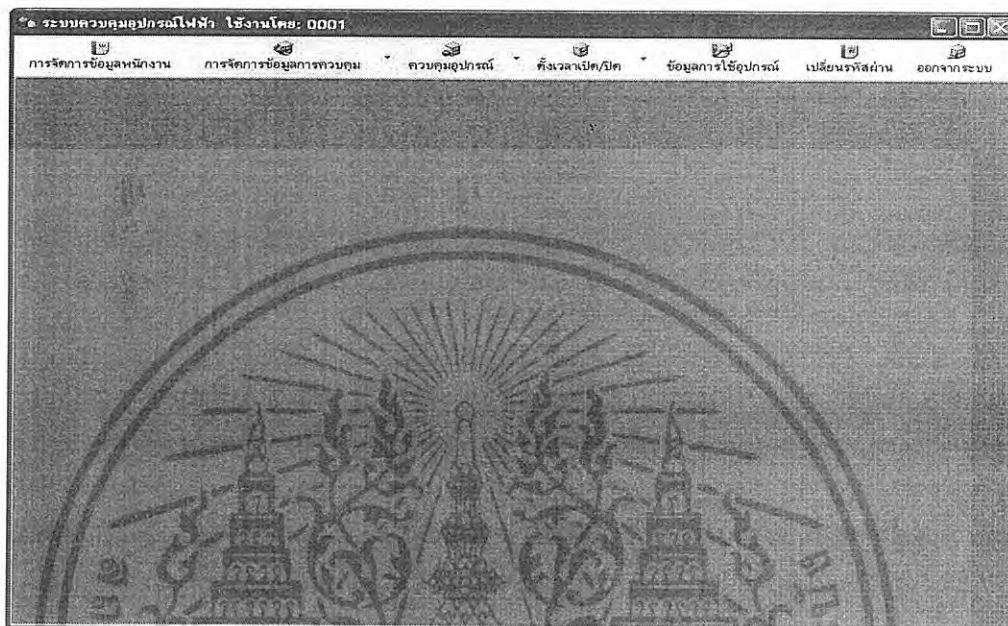 ระบบควบคุมอุปกรณ์ไฟฟ้า ใช้งานโดย: 0001
การจัดการข้อมูลพนักงาน การจัดการข้อมูลการควบคุม ควบคุมอุปกรณ์ ตั้งเวลาเปิด/ปิด ข้อมูลการใช้อุปกรณ์ เปลี่ยนรหัสผ่าน ออกจากระบบ